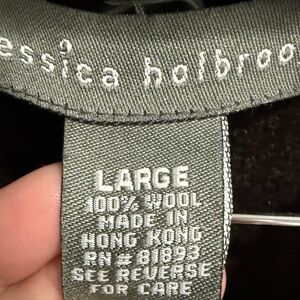 essica holbroo
LARGE
100% WOOL
MADE IN
HONG KONG
RN # 81893
SEE REVERSE
FOR CARE